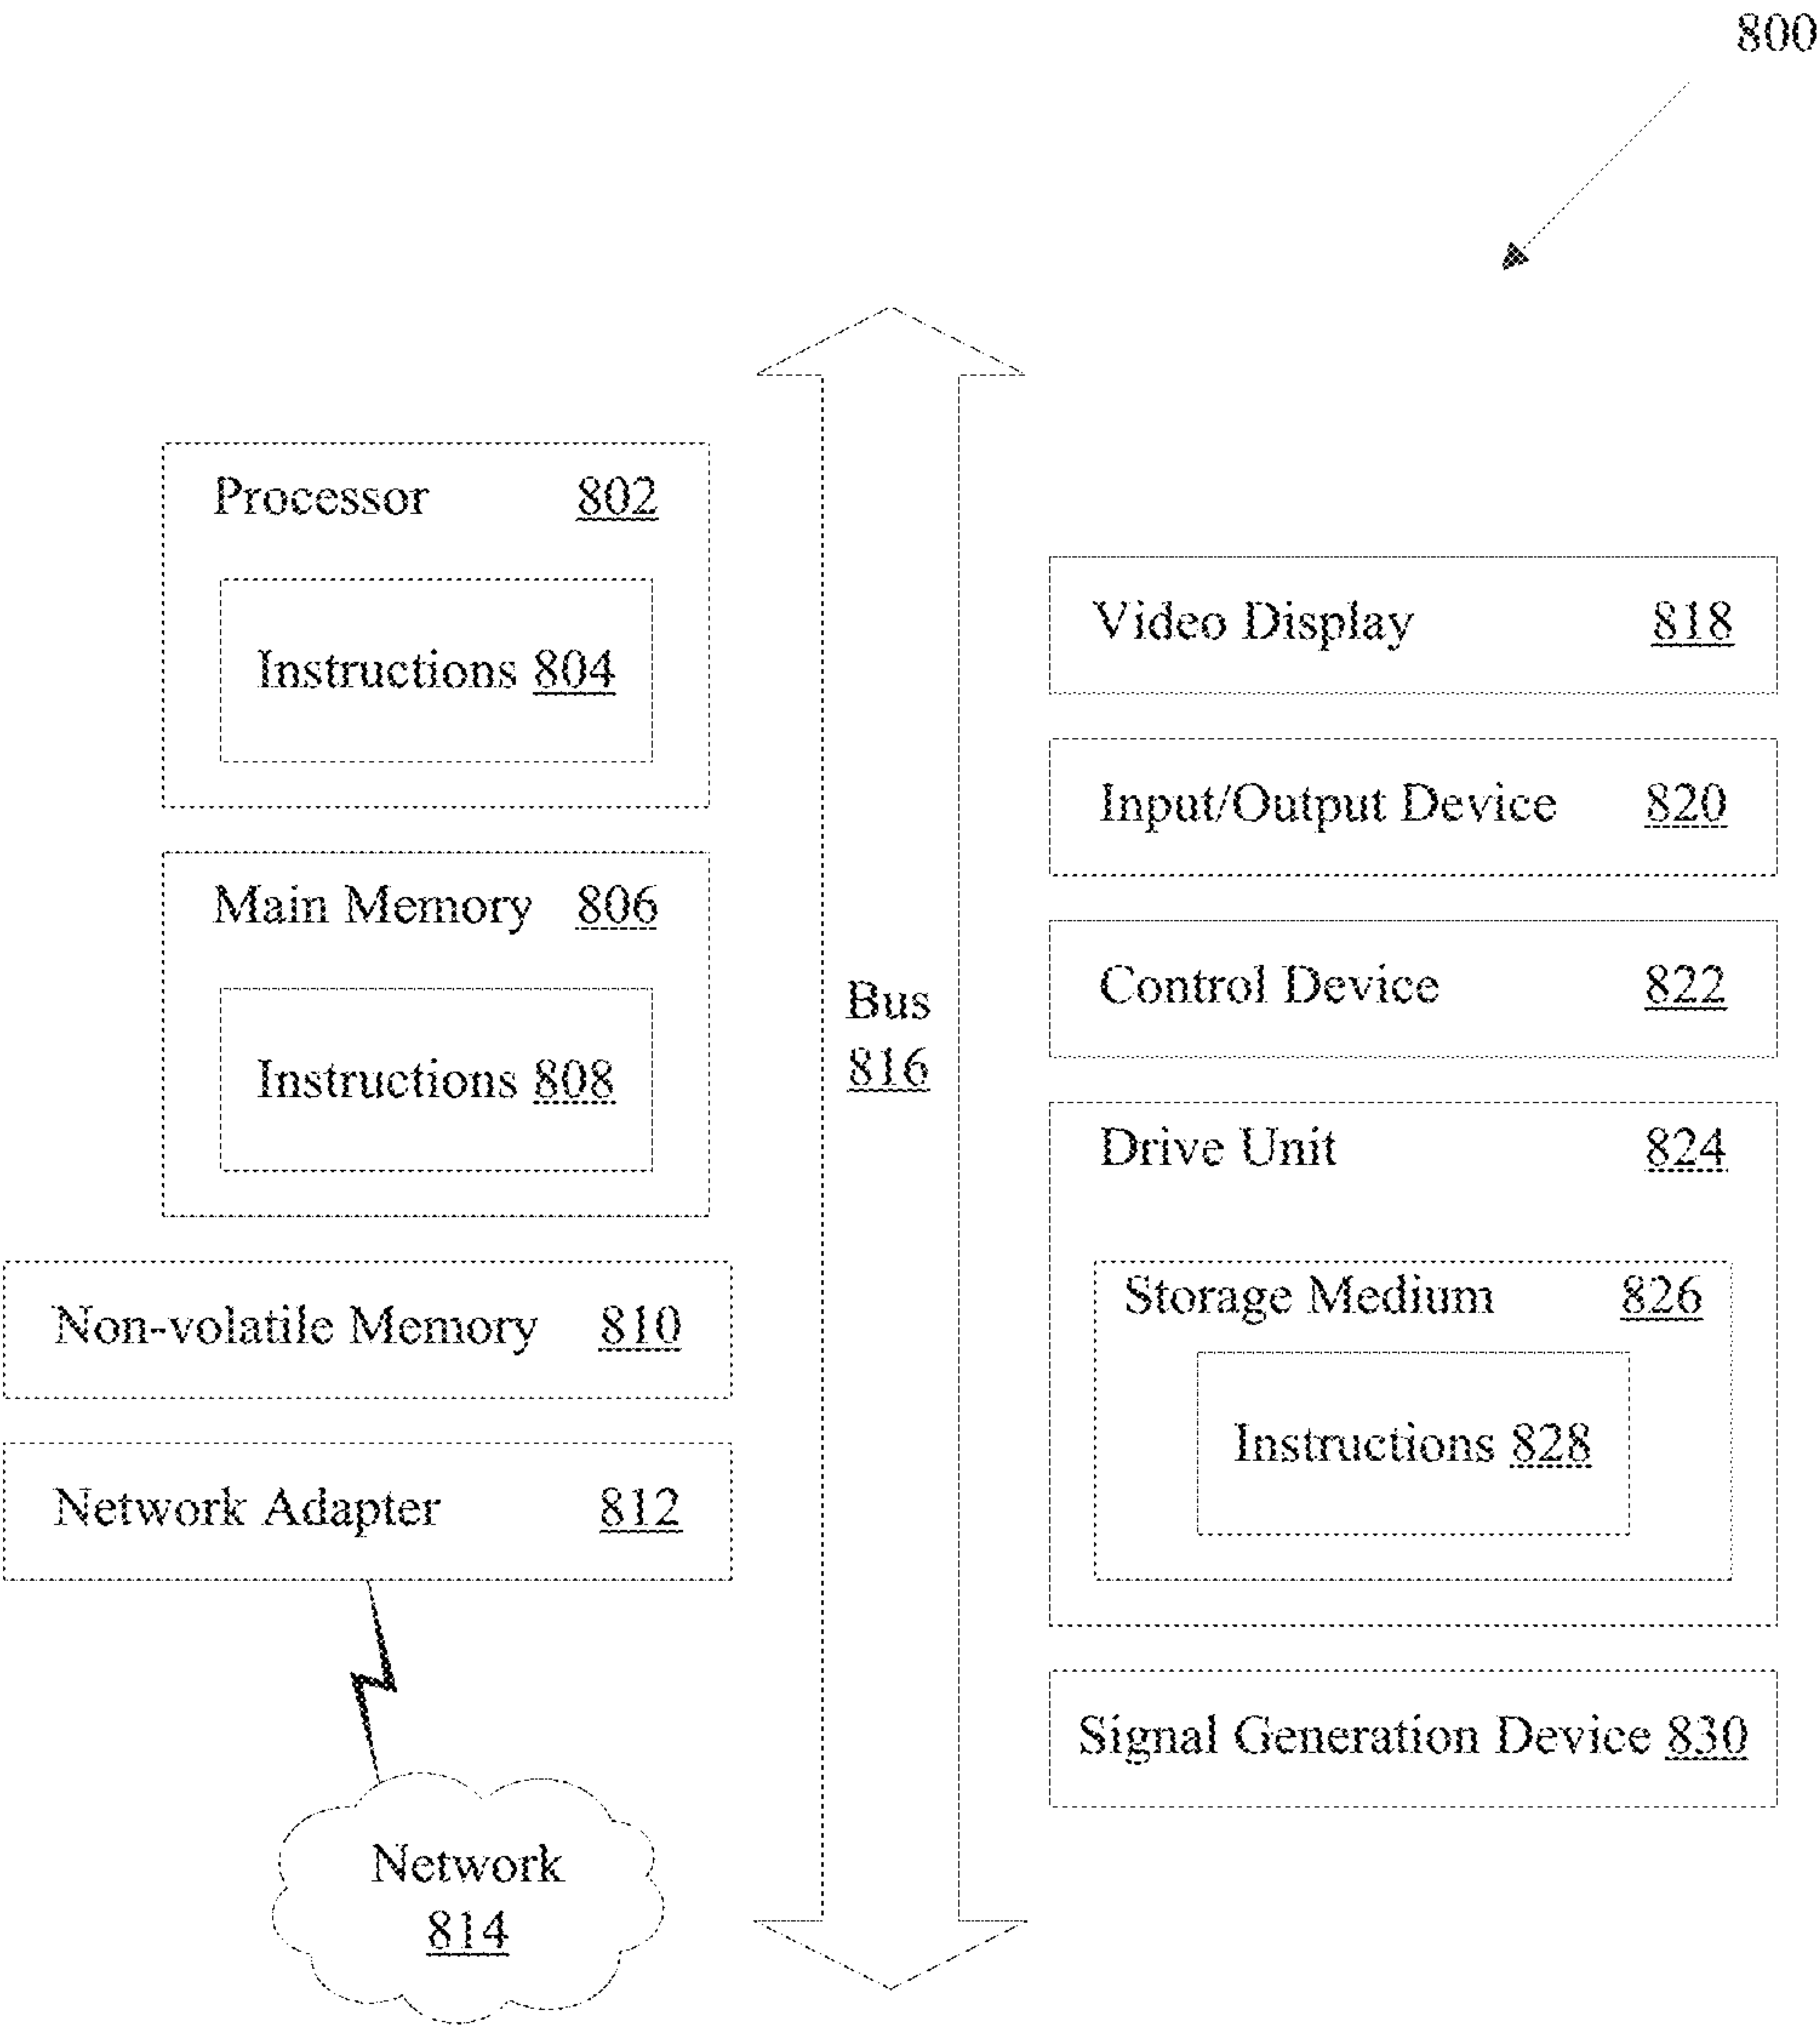 800
Processor 802
Instructions 804
Main Memory 806
Instructions 808
Non-volatile Memory 810
Network Adapter 812
Network
814
Bus
816
Video Display 818
Input/Output Device 820
Control Device 822
Drive Unit 824
Storage Medium 826
Instructions 828
Signal Generation Device 830